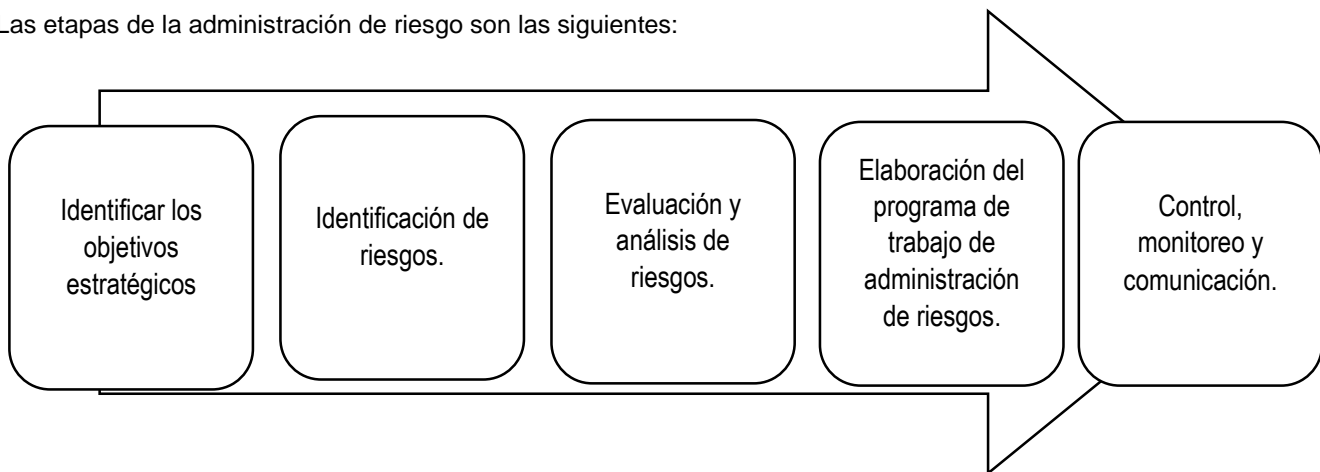 Las etapas de la administración de riesgo son las siguientes:
Identificar los
objetivos
estratégicos
Identificación de
riesgos.
Evaluación y
análisis de
riesgos.
Elaboración del
programa de
trabajo de
administración
de riesgos.
Control,
monitoreo y
comunicación.